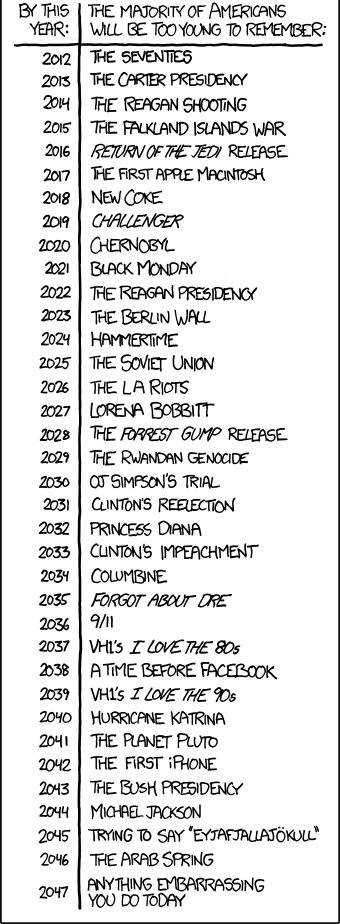 BY THIS YEAR: THE MAJORITY OF AMERICANS WILL BE TOO YOUNG TO REMEMBER:
2012 THE SEVENTIES
2013 THE CARTER PRESIDENCY
2014 THE REAGAN SHOOTING
2015 THE FALKLAND ISLANDS WAR
2016 RETURN OF THE JEDI RELEASE
2017 THE FIRST APPLE MACINTOSH
2018 NEW COKE
2019 CHALLENGER
2020 CHERNOBYL
2021 BLACK MONDAY
2022 THE REAGAN PRESIDENCY
2023 THE BERLIN WALL
2024 HAMMERTIME
2025 THE SOVIET UNION
2026 THE LA RIOTS
2027 LORENA BOBBITT
2028 THE FORREST GUMP RELEASE
2029 THE RWANDAN GENOCIDE
2030 OJ SIMPSON'S TRIAL
2031 CLINTON'S REELECTION
2032 PRINCESS DIANA
2033 CLINTON'S IMPEACHMENT
2034 COLUMBINE
2035 FORGOT ABOUT DRE
2036 9/11
2037 VH1'S I LOVE THE 80s
2038 A TIME BEFORE FACEBOOK
2039 VH1'S I LOVE THE 90s
2040 HURRICANE KATRINA
2041 THE PLANET PLUTO
2042 THE FIRST iPHONE
2043 THE BUSH PRESIDENCY
2044 MICHAEL JACKSON
2045 TRYING TO SAY "EYJAFJALLAJÖKULL"
2046 THE ARAB SPRING
2047 ANYTHING EMBARRASSING
YOU DO TODAY